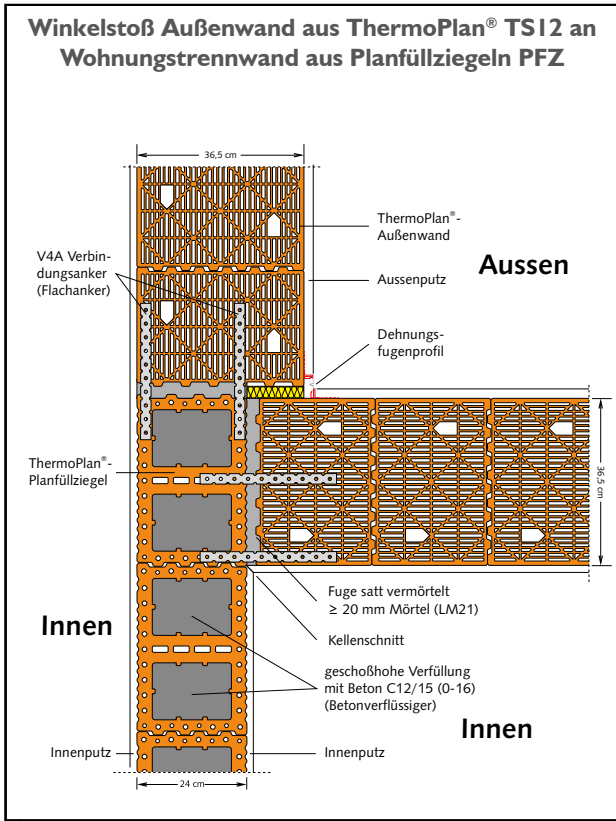 Winkelstoß Außenwand aus ThermoPlan® TS12 an
Wohnungstrennwand aus Planfüllziegeln PFZ
36,5 cm
ThermoPlan®-
Außenwand
V4A Verbin-
dungsanker
(Flachanker)
Aussen
Aussenputz
Dehnungs-
fugenprofil
ThermoPlan®-
Planfüllziegel
36,5 cm
Fuge satt vermörtelt
≥ 20 mm Mörtel (LM21)
Innen
Kellenschnitt
geschoßhohe Verfüllung
mit Beton C12/15 (0-16)
(Betonverflüssiger)
Innen
Innenputz
Innenputz
24 cm